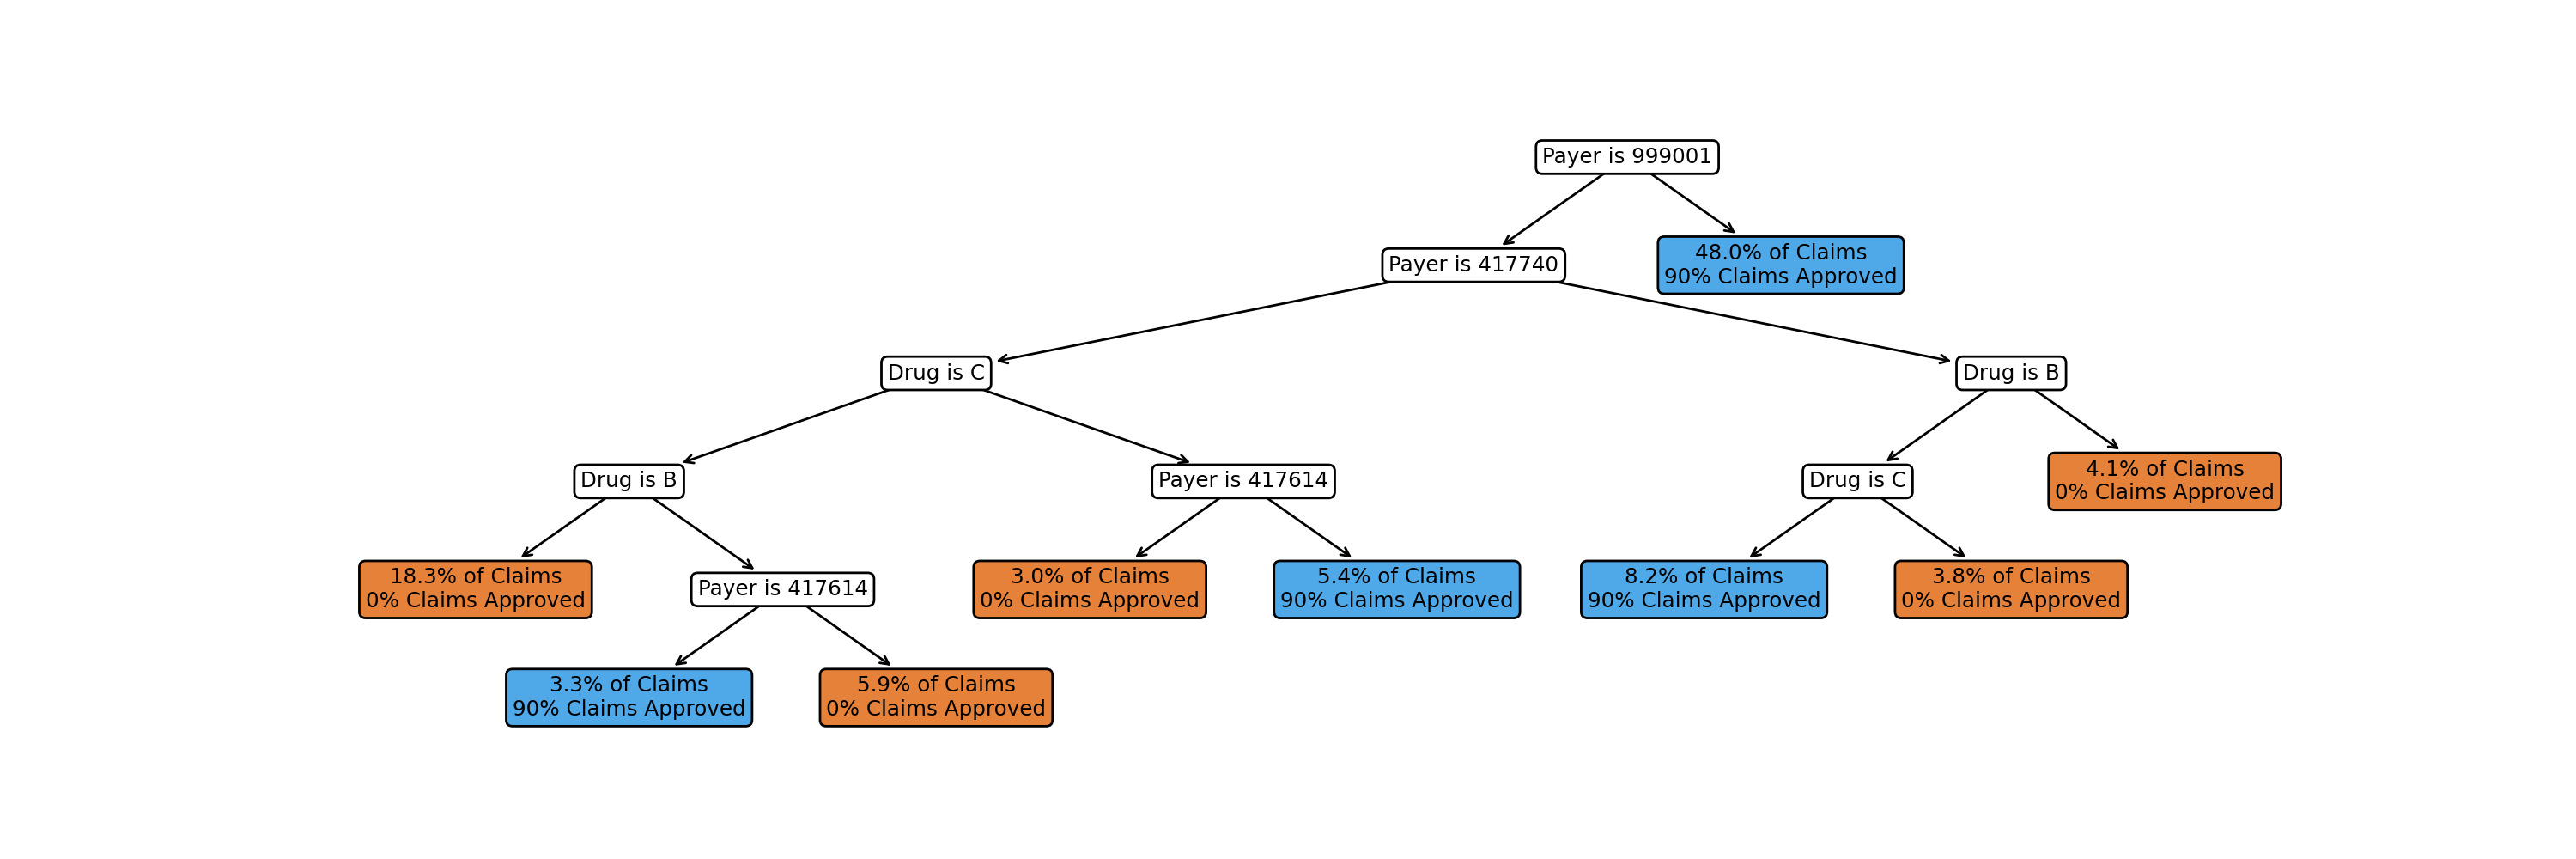 Payer is 999001
Payer is 417740
48.0% of Claims
90% Claims Approved
Drug is C
Drug is B
Drug is B
Payer is 417614
Drug is C
4.1% of Claims
0% Claims Approved
18.3% of Claims
0% Claims Approved
Payer is 417614
3.0% of Claims
0% Claims Approved
5.4% of Claims
90% Claims Approved
8.2% of Claims
90% Claims Approved
3.8% of Claims
0% Claims Approved
3.3% of Claims
90% Claims Approved
5.9% of Claims
0% Claims Approved